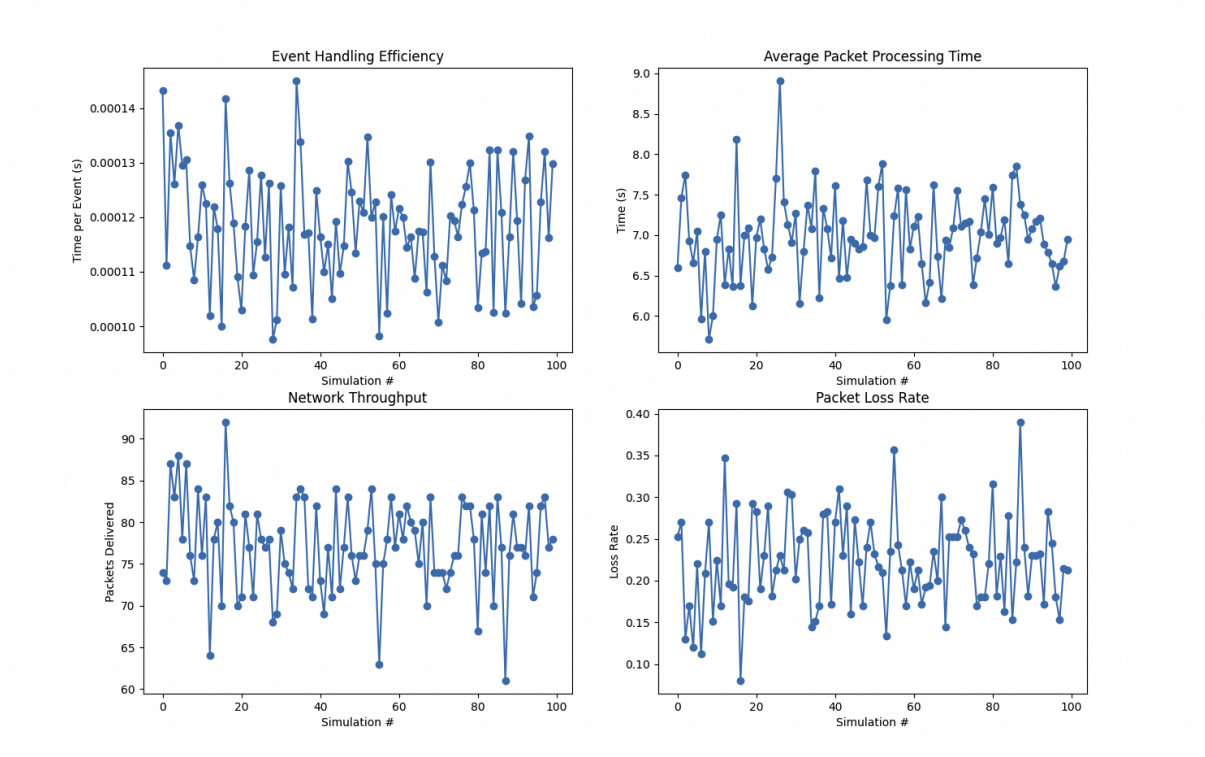 Event Handling Efficiency
Time per Event (s)
0.00014
0.00013
0.00012
0.00011
0.00010
0 20 40 60 80 100
Simulation #
Average Packet Processing Time
Time (s)
9.0
8.5
8.0
7.5
7.0
6.5
6.0
0 20 40 60 80 100
Simulation #
Network Throughput
Packets Delivered
90
85
80
75
70
65
60
0 20 40 60 80 100
Simulation #
Packet Loss Rate
Loss Rate
0.40
0.35
0.30
0.25
0.20
0.15
0.10
0 20 40 60 80 100
Simulation #